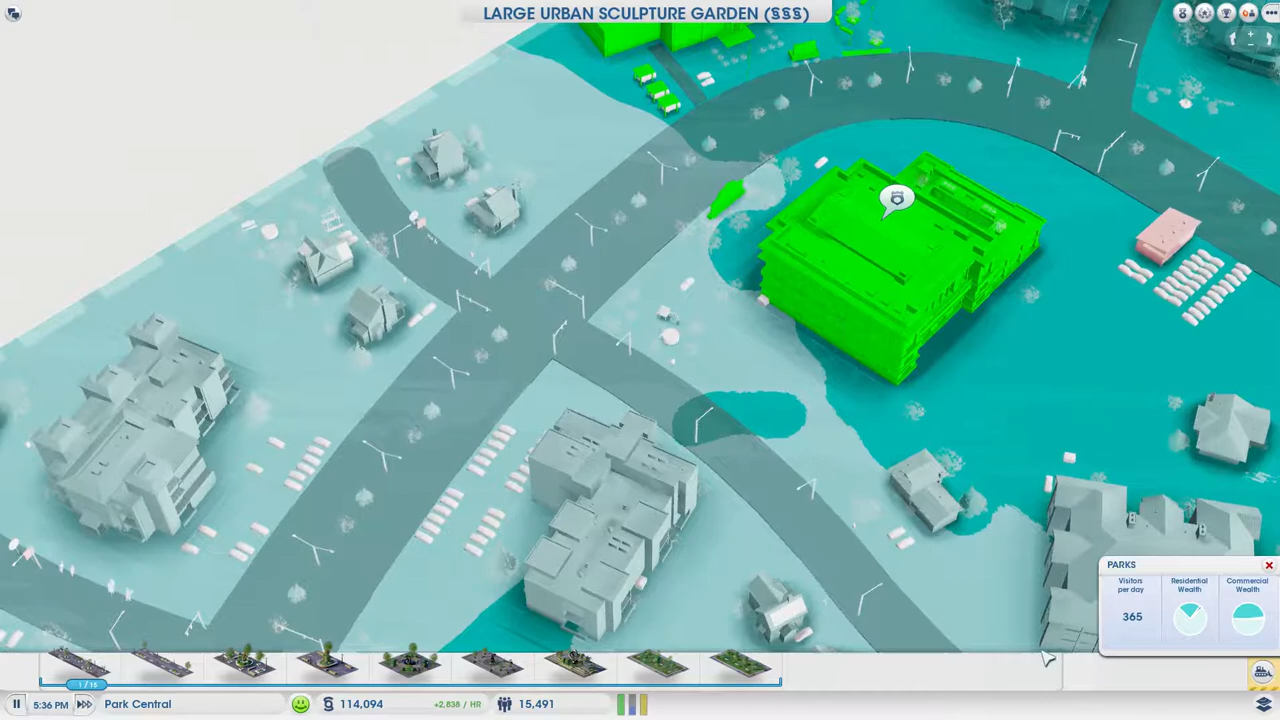 LARGE URBAN SCULPTURE GARDEN (§§§)
PARKS
Visitors per day
Residential Wealth
Commercial Wealth
365
1 / 15
5:36 PM
Park Central
114,094
+2,838 / HR
15,491